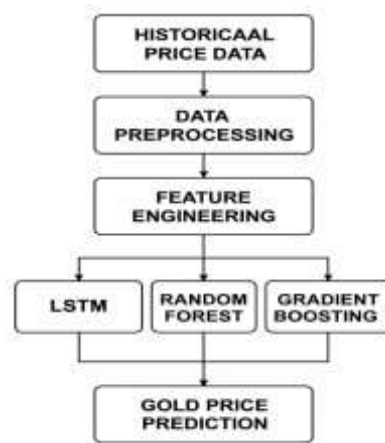 HISTORICAAL
PRICE DATA
DATA
PREPROCESSING
FEATURE
ENGINEERING
LSTM
RANDOM
FOREST
GRADIENT
BOOSTING
GOLD PRICE
PREDICTION